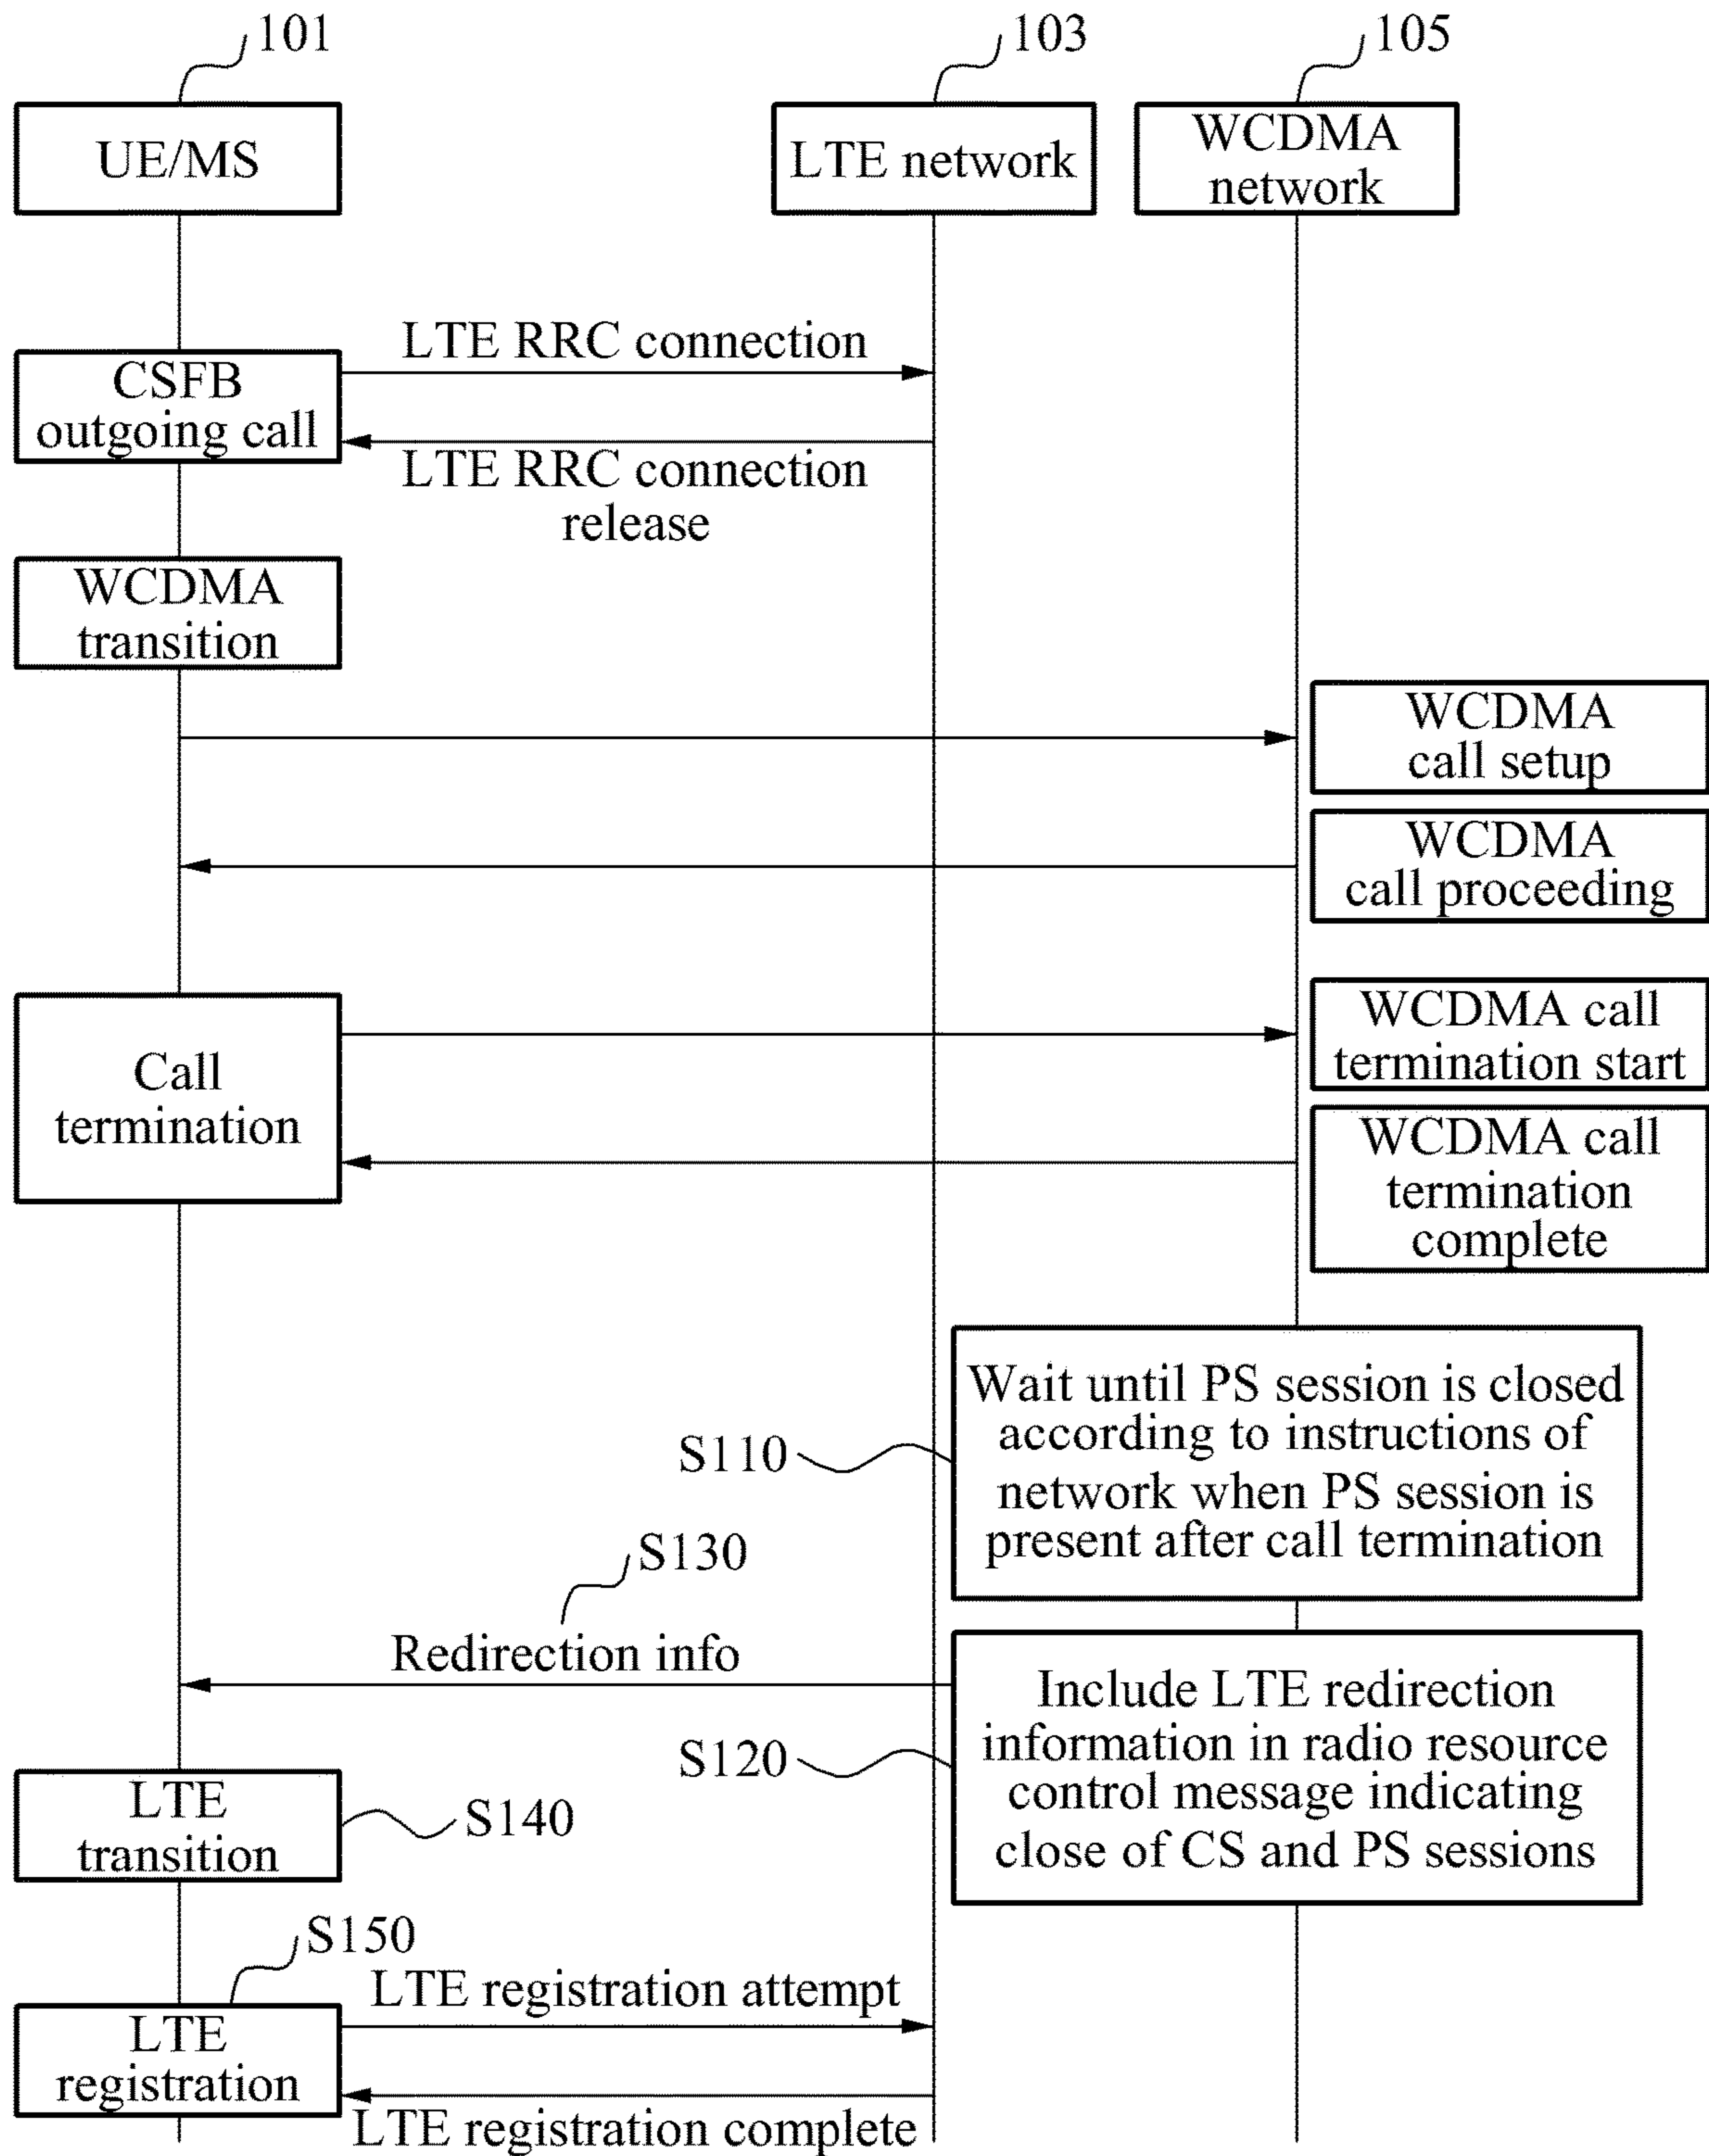 101
103
105
UE/MS
LTE network
WCDMA
network
LTE RRC connection
CSFB
outgoing call
LTE RRC connection
release
WCDMA
transition
WCDMA
call setup
WCDMA
call proceeding
Call
termination
WCDMA call
termination start
WCDMA call
termination
complete
Wait until PS session is closed
according to instructions of
network when PS session is
present after call termination
S110
S130
Redirection info
Include LTE redirection
information in radio resource
control message indicating
close of CS and PS sessions
S120
LTE
transition
S140
S150
LTE registration attempt
LTE
registration
LTE registration complete